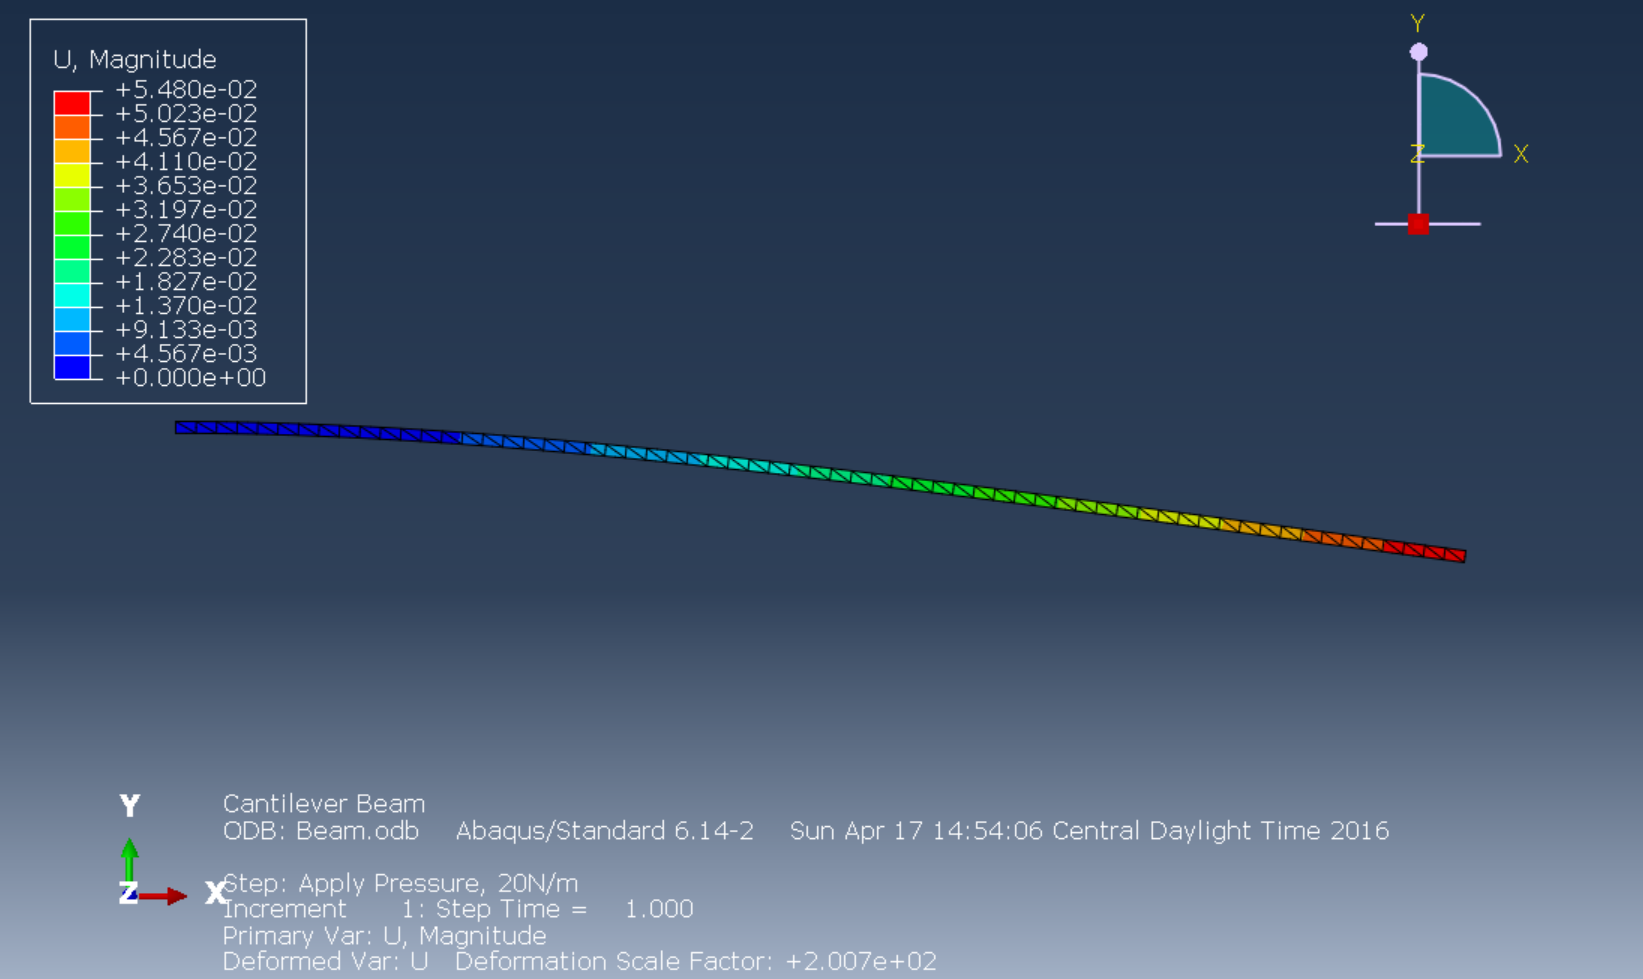 U, Magnitude
+5.480e-02
+5.023e-02
+4.567e-02
+4.110e-02
+3.653e-02
+3.197e-02
+2.740e-02
+2.283e-02
+1.827e-02
+1.370e-02
+9.133e-03
+4.567e-03
+0.000e+00
Y
Z
X
Y
Z
X
Cantilever Beam
ODB: Beam.odb Abaqus/Standard 6.14-2 Sun Apr 17 14:54:06 Central Daylight Time 2016
Step: Apply Pressure, 20N/m
Increment 1: Step Time = 1.000
Primary Var: U, Magnitude
Deformed Var: U Deformation Scale Factor: +2.007e+02